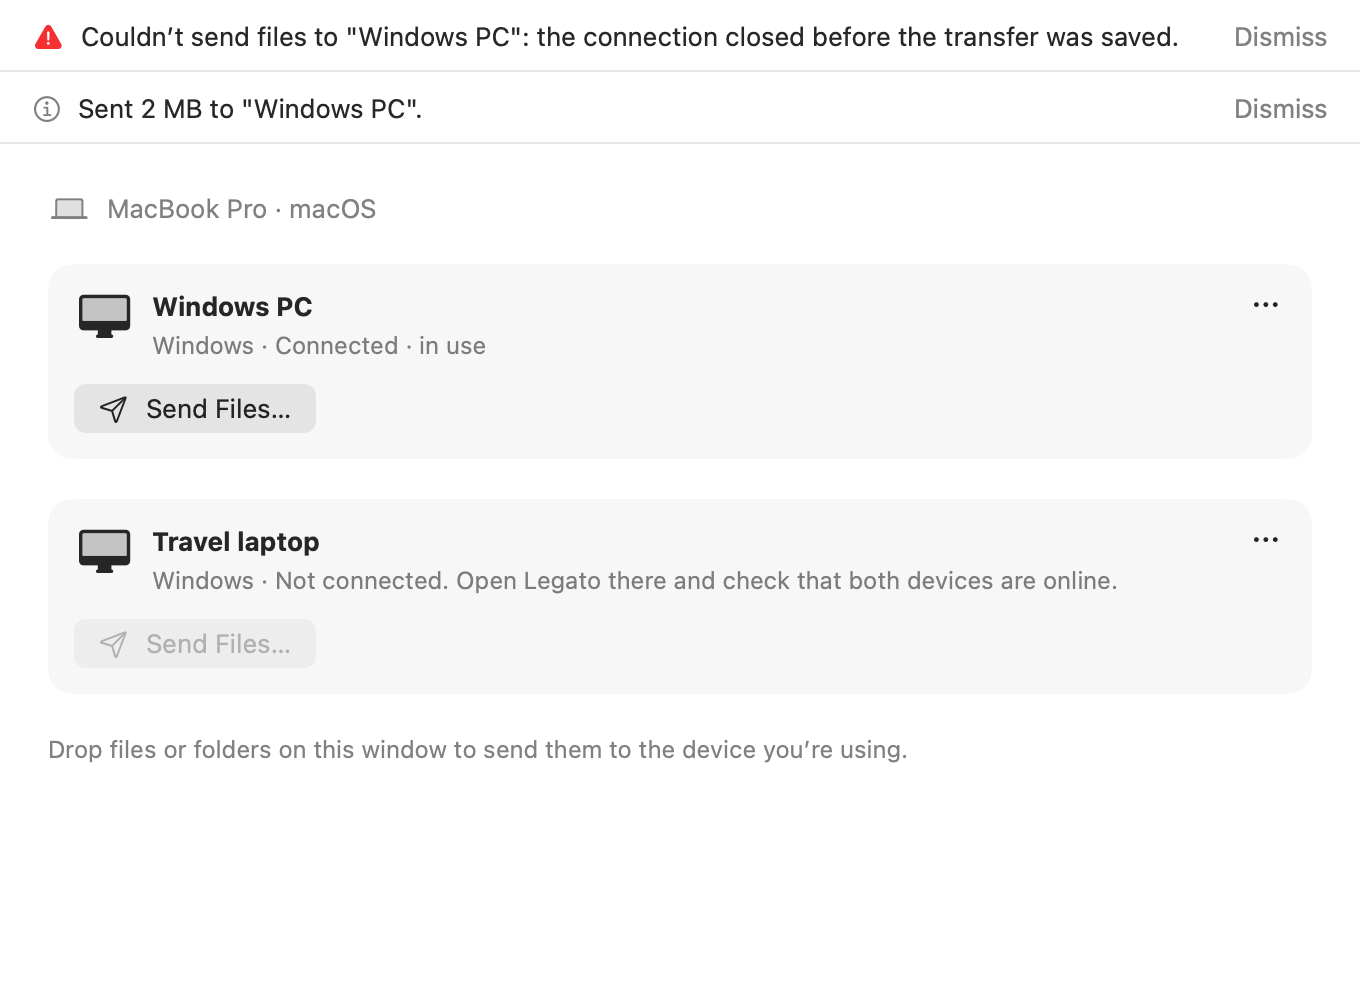 Couldn’t send files to "Windows PC": the connection closed before the transfer was saved.
Dismiss
Sent 2 MB to "Windows PC".
Dismiss
MacBook Pro · macOS
Windows PC
Windows · Connected · in use
Send Files...
Travel laptop
Windows · Not connected. Open Legato there and check that both devices are online.
Send Files...
Drop files or folders on this window to send them to the device you’re using.